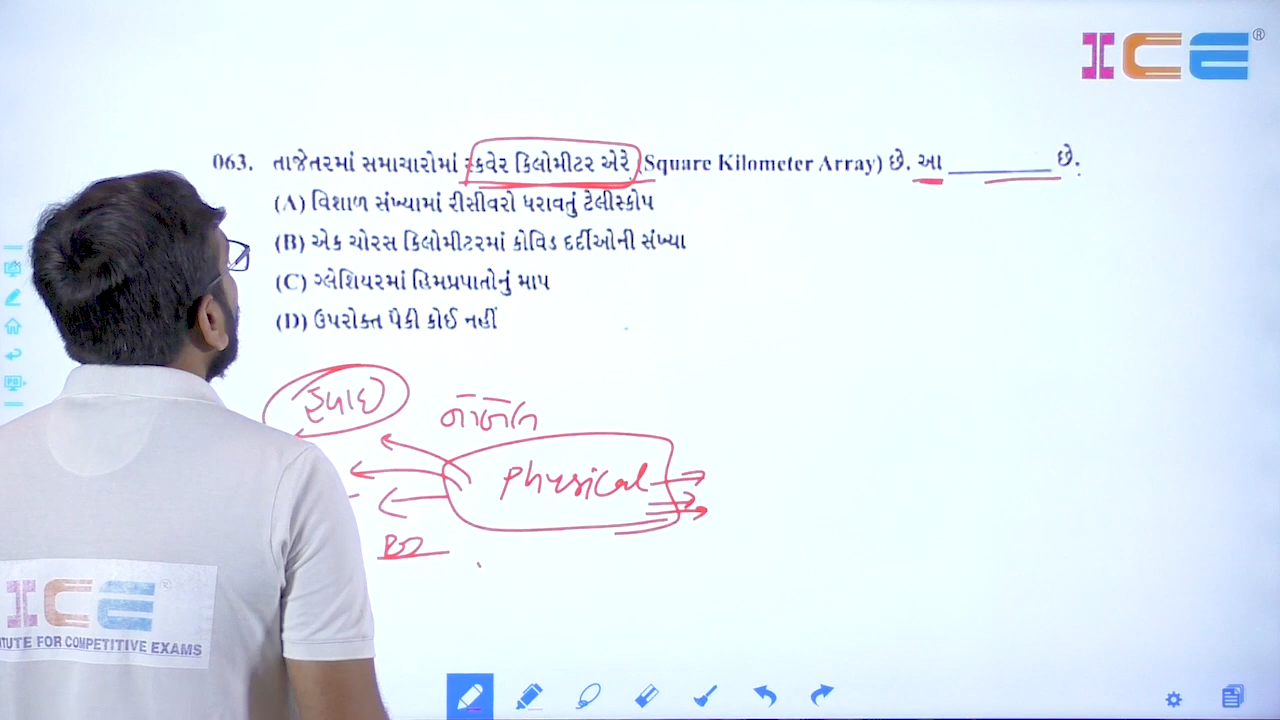 ICE®
063. તાજેતરમાં સમાચારોમાં સ્કવેર કિલોમીટર એરે (Square Kilometer Array) છે. આ __________ છે.
(A) વિશાળ સંખ્યામાં રીસીવરો ધરાવતું ટેલીસ્કોપ
(B) એક ચોરસ કિલોમીટરમાં કોવિડ દર્દીઓની સંખ્યા
(C) ગ્લેશિયરમાં હિમપ્રપાતોનું માપ
(D) ઉપરોક્ત પૈકી કોઈ નહીં
Physical
ICE®
TUTE FOR COMPETITIVE EXAMS